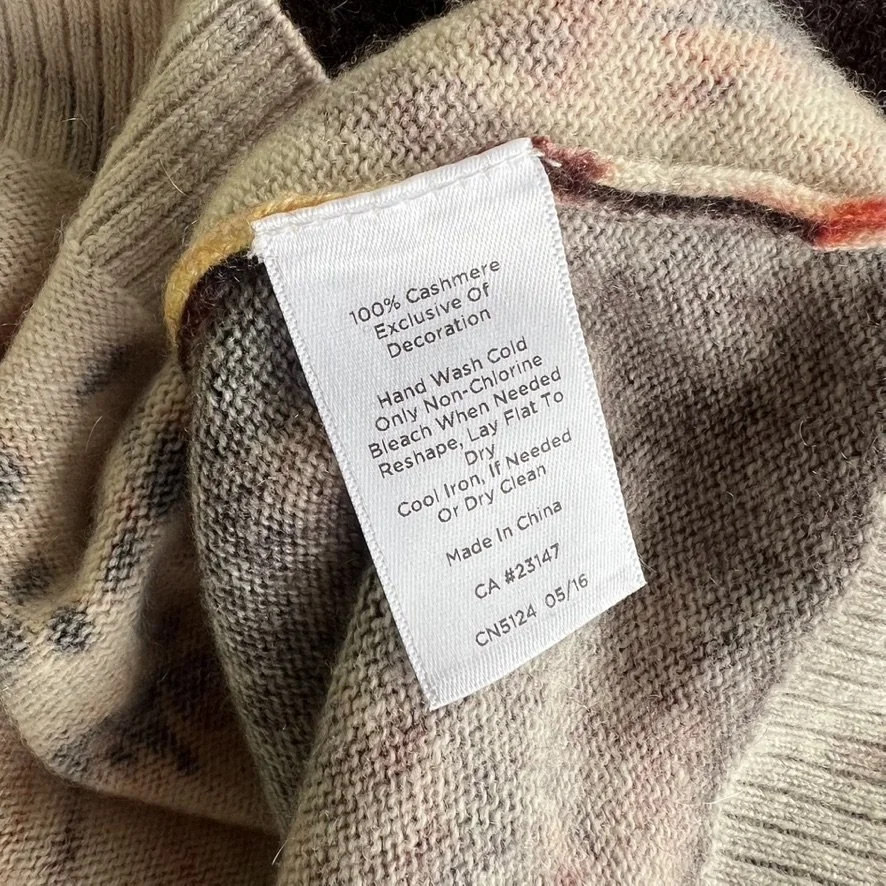 100% Cashmere
Exclusive Of
Decoration
Hand Wash Cold
Only Non-Chlorine
Bleach When Needed
Reshape, Lay Flat To
Dry
Cool Iron, If Needed
Or Dry Clean
Made In China
CA #23147
CN5124 05/16